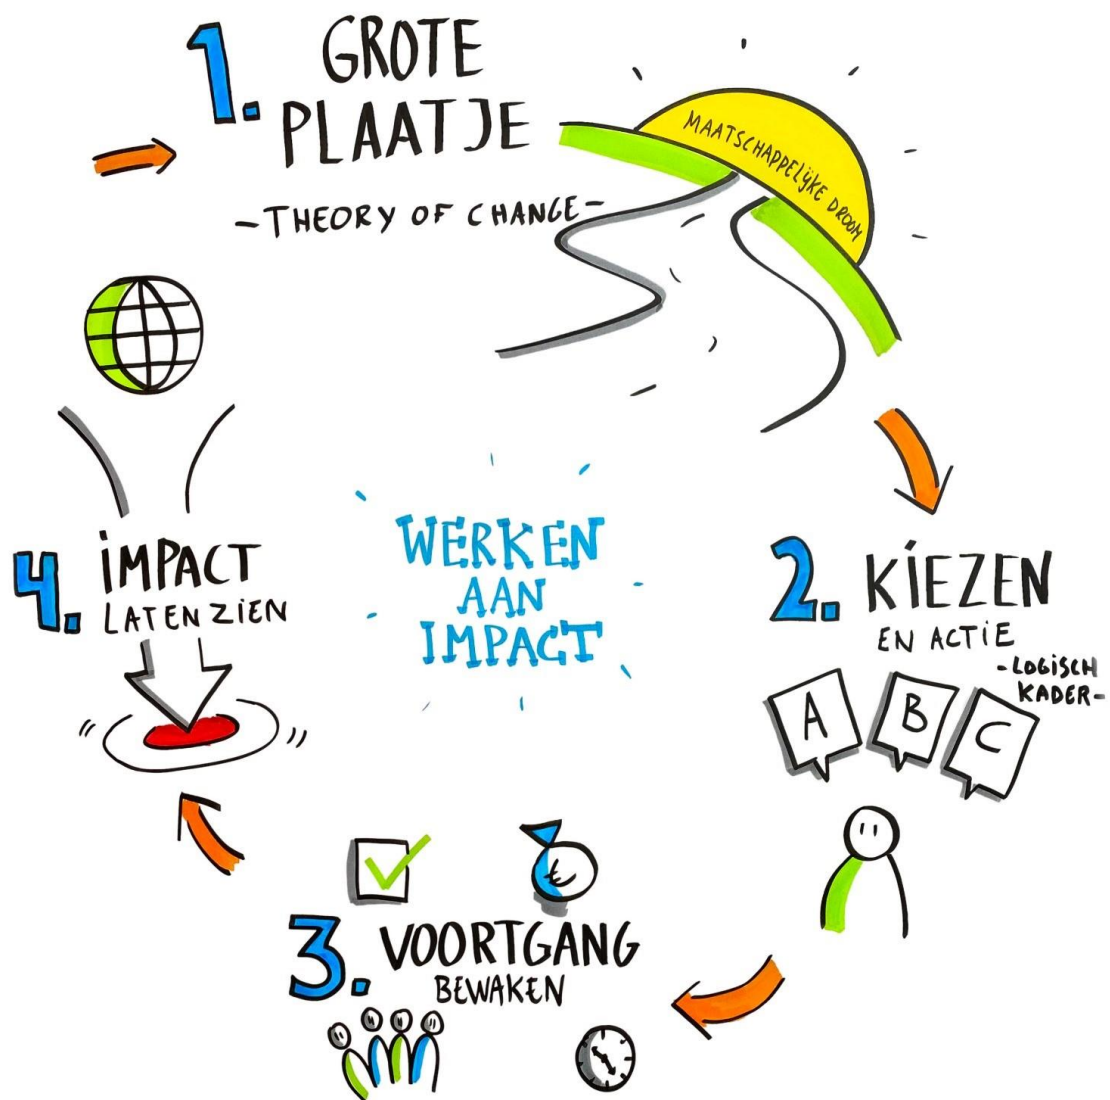 1. GROTE
PLAATJE
-THEORY OF CHANGE-
MAATSCHAPPELIJKE DROOM
WERKEN
AAN
IMPACT
2. KIEZEN
EN ACTIE
-LOGISCH
KADER-
A B C
€
3. VOORTGANG
BEWAKEN
4. IMPACT
LATEN ZIEN